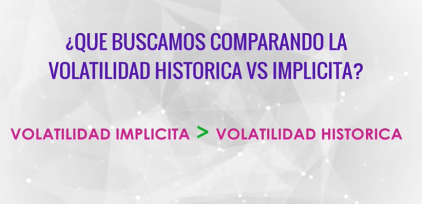 ¿QUE BUSCAMOS COMPARANDO LA
VOLATILIDAD HISTORICA VS IMPLICITA?
VOLATILIDAD IMPLICITA > VOLATILIDAD HISTORICA